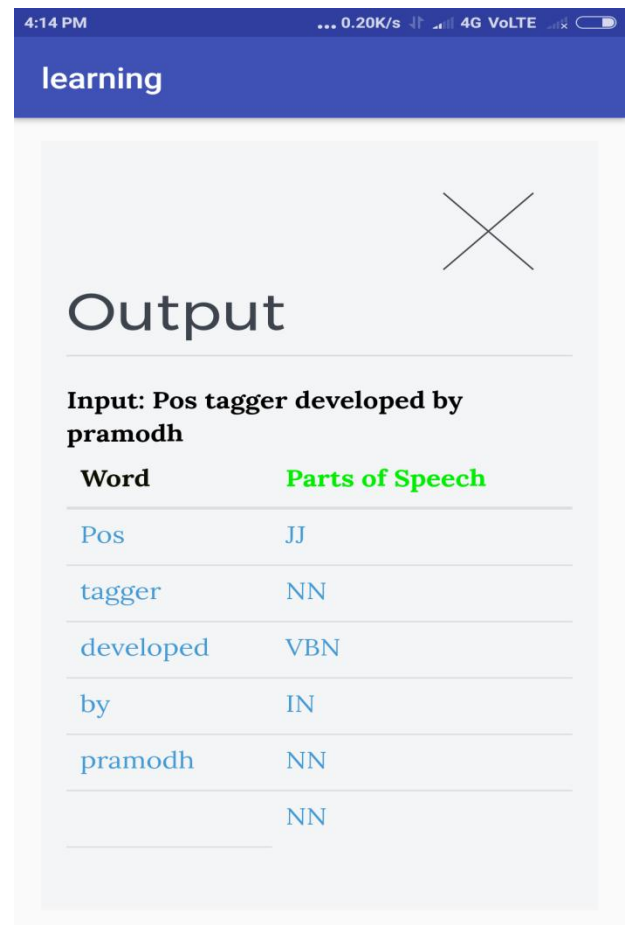 4:14 PM ... 0.20K/s 4G VoLTE
learning
Output
Input: Pos tagger developed by
pramodh
Word Parts of Speech
Pos JJ
tagger NN
developed VBN
by IN
pramodh NN
NN